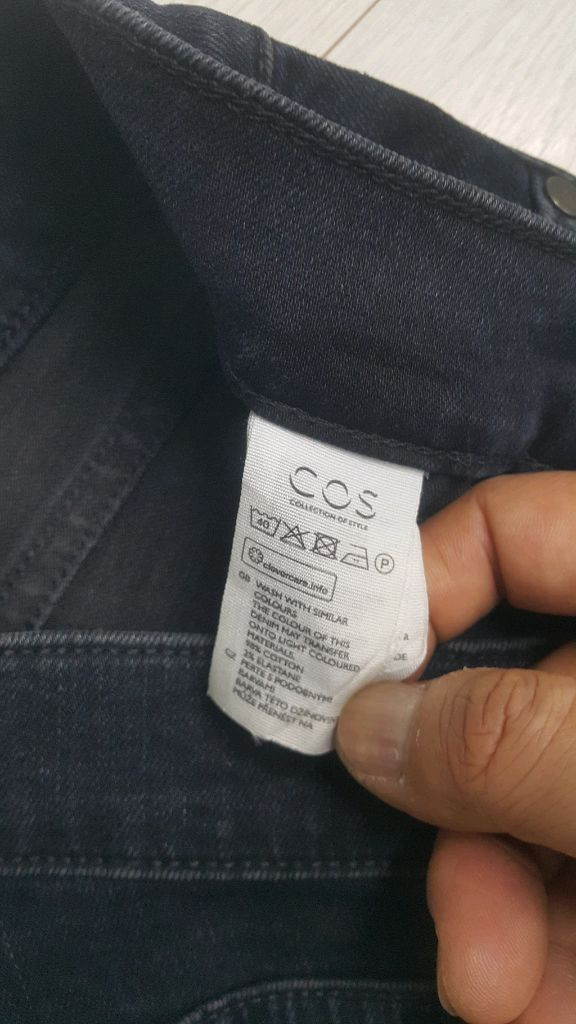 COS
COLLECTION OF STYLE
40
P
clevercare.info
GB WASH WITH SIMILAR
COLOURS
THE COLOUR OF THIS
DENIM MAY TRANSFER
ONTO LIGHT COLOURED
MATERIALS.
98% COTTON
2% ELASTANE
CZ PERTE S PODOBNÝMI
BARVAMI
BARVA TÉTO DŽÍNOVIN
MŮŽE PŘENÉST NA